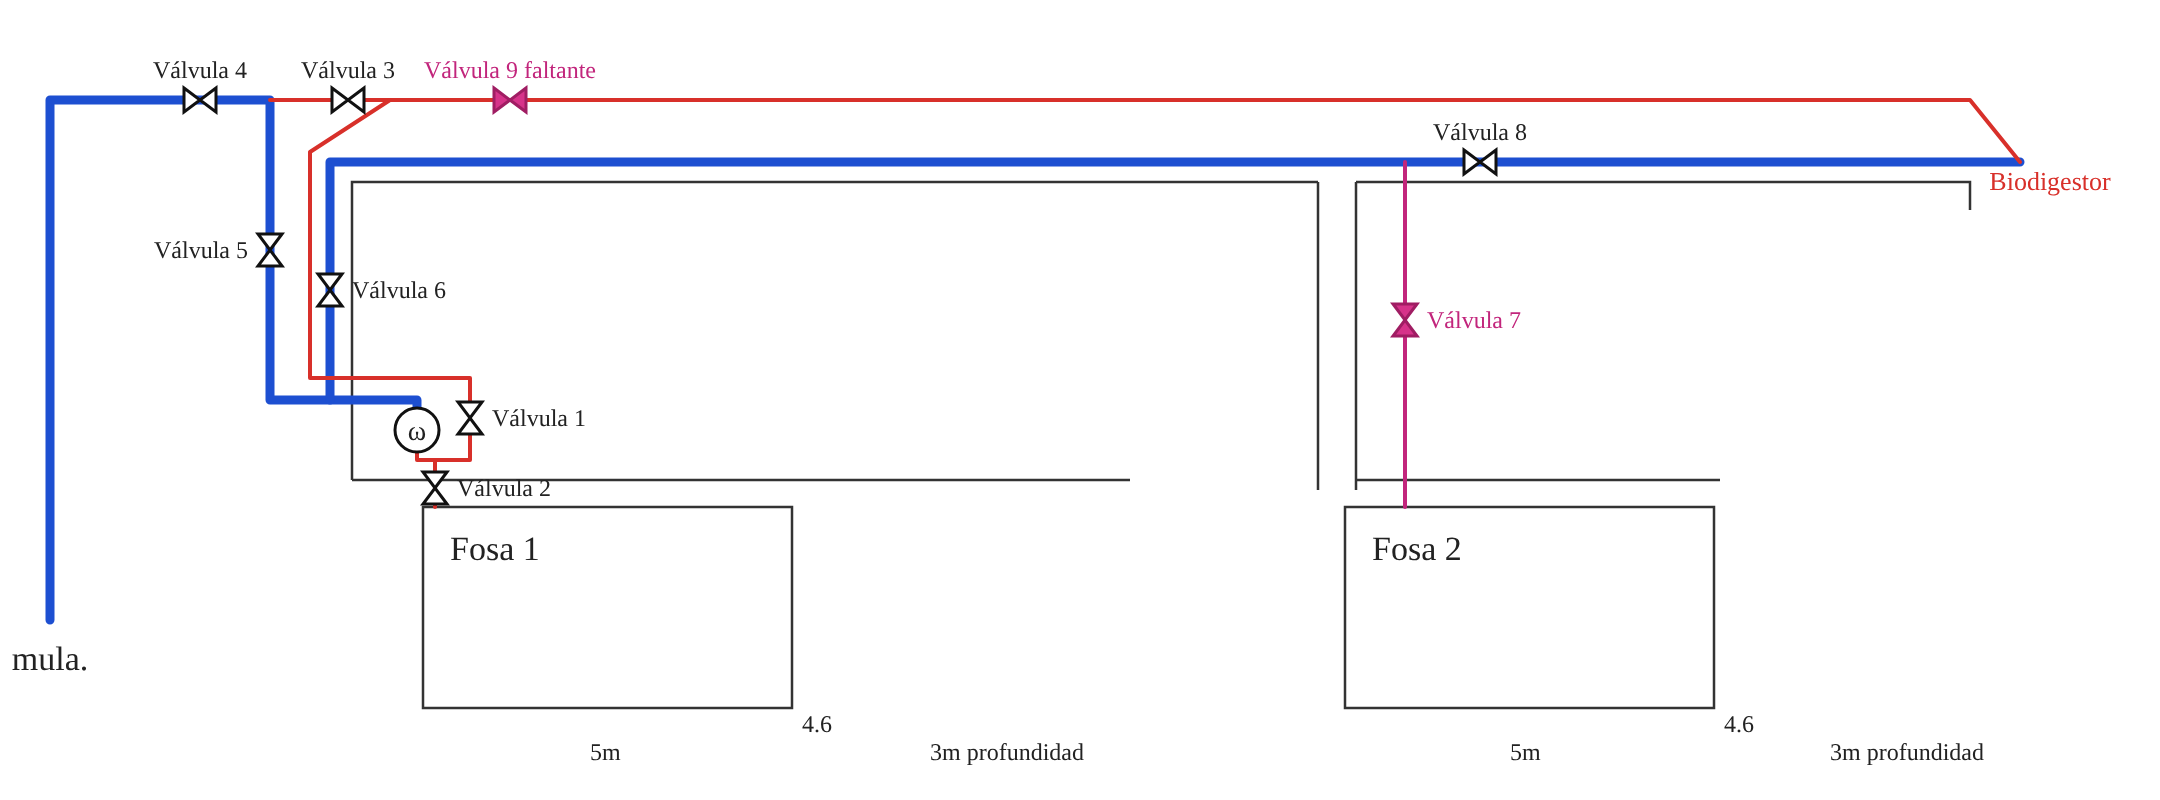 Válvula 4
Válvula 3
Válvula 9 faltante
Válvula 8
Biodigestor
Válvula 5
Válvula 6
Válvula 7
Válvula 1
ω
Válvula 2
Fosa 1
Fosa 2
mula.
4.6
4.6
5m
3m profundidad
5m
3m profundidad